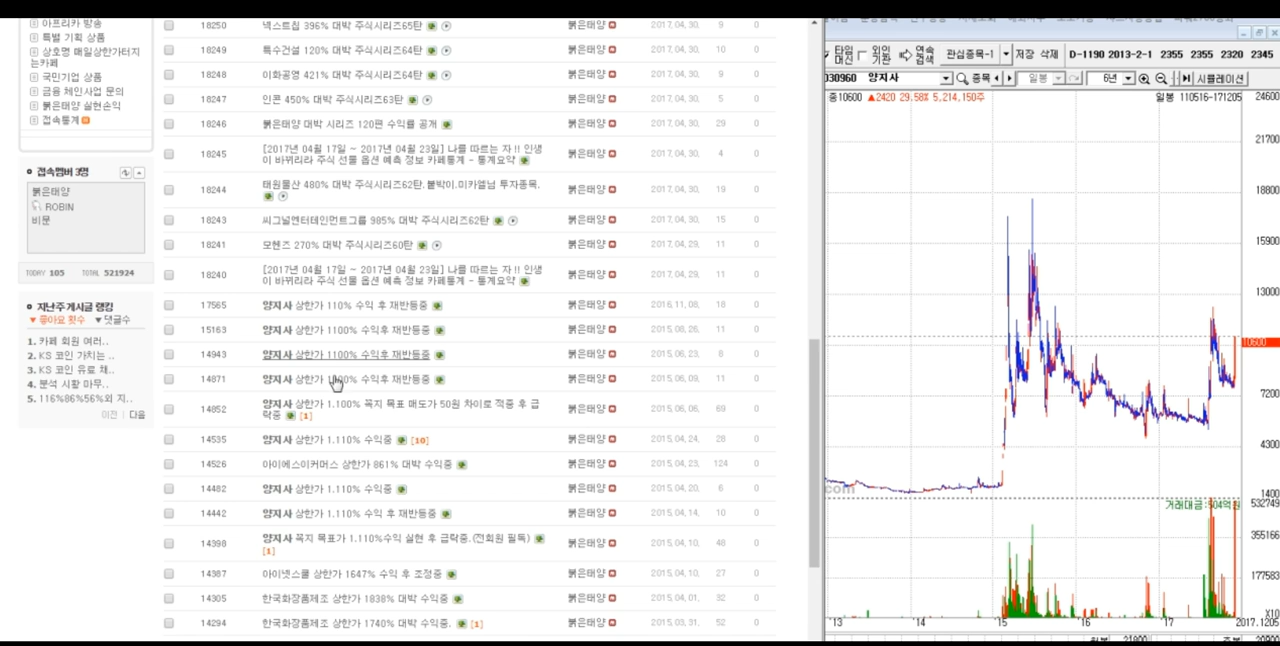 아프리카 방송
특별 기획 상품
상호명 매일상한가터지
는카페
국민기업 상품
금융 체인사업 문의
붉은태양 실현손익
접속통계
접속멤버 3명
붉은태양
ROBIN
비문
TODAY 105 TOTAL 521924
지난주 게시글 랭킹
▼좋아요 횟수 ▼댓글수
1. 카페 회원 여러..
2. KS 코인 가치는 ..
3. KS 코인 유료 채..
4. 분석 시황 마무..
5. 116%86%56%외 지..
이전 | 다음
18250 넥스트칩 396% 대박 주식시리즈65탄 붉은태양 2017.04.30. 9 0
18249 특수건설 120% 대박 주식시리즈64탄 붉은태양 2017.04.30. 10 0
18248 이화공영 421% 대박 주식시리즈64탄 붉은태양 2017.04.30. 9 0
18247 인콘 450% 대박 주식시리즈63탄 붉은태양 2017.04.30. 5 0
18246 붉은태양 대박 시리즈 120편 수익률 공개 붉은태양 2017.04.30. 29 0
18245 [2017년 04월 17일 ~ 2017년 04월 23일] 나를 따르는 자 !! 인생
이 바뀌리라 주식 선물 옵션 예측 정보 카페통계 - 통계요약 붉은태양 2017.04.30. 4 0
18244 태원물산 480% 대박 주식시리즈62탄.붙박이.미카엘님 투자종목. 붉은태양 2017.04.30. 19 0
18243 씨그널엔터테인먼트그룹 985% 대박 주식시리즈62탄 붉은태양 2017.04.30. 15 0
18241 모헨즈 270% 대박 주식시리즈60탄 붉은태양 2017.04.29. 11 0
18240 [2017년 04월 17일 ~ 2017년 04월 23일] 나를 따르는 자 !! 인생
이 바뀌리라 주식 선물 옵션 예측 정보 카페통계 - 통계요약 붉은태양 2017.04.29. 11 0
17565 양지사 상한가 110% 수익 후 재반등중 붉은태양 2016.11.08. 18 0
15163 양지사 상한가 1100% 수익후 재반등중 붉은태양 2015.08.26. 11 0
14943 양지사 상한가 1100% 수익후 재반등중 붉은태양 2015.06.23. 8 0
14871 양지사 상한가 1100% 수익후 재반등중 붉은태양 2015.06.09. 11 0
14852 양지사 상한가 1.100% 꼭지 목표 정도가 50원 차이로 적중 후 급
락중 [1] 붉은태양 2015.06.06. 69 0
14535 양지사 상한가 1.110% 수익중 [10] 붉은태양 2015.04.24. 28 0
14526 아이에스이커머스 상한가 861% 대박 수익중 붉은태양 2015.04.23. 124 0
14482 양지사 상한가 1.110% 수익중 붉은태양 2015.04.20. 6 0
14442 양지사 상한가 1.110% 수익 후 재반등중 붉은태양 2015.04.14. 10 0
14398 양지사 꼭지 목표가 1.110%수익 실현 후 급락중.(전회원 필독)
[1] 붉은태양 2015.04.10. 48 0
14387 아이넷스쿨 상한가 1647% 수익 후 조정중 붉은태양 2015.04.10. 27 0
14305 한국화장품제조 상한가 1838% 대박 수익중 붉은태양 2015.04.01. 32 0
14294 한국화장품제조 상한가 1740% 대박 수익중. [1] 붉은태양 2015.03.31. 52 0
타임
대신
외인
기관
연속
검색
관심종목-1 저장 삭제 D-1190 2013-2-1 2355 2355 2320 2345
030960 양지사 종목 일봉 6년 시뮬레이션
종10600 ▲2420 29.58% 5,214,150주 일봉 110516-171205
24600
21700
18800
15900
13000
10600
7200
4300
1400
com
거래대금:504억원
532749
355166
177583
X10
'13 '14 '15 '16 '17 2017.1205
21800 20900